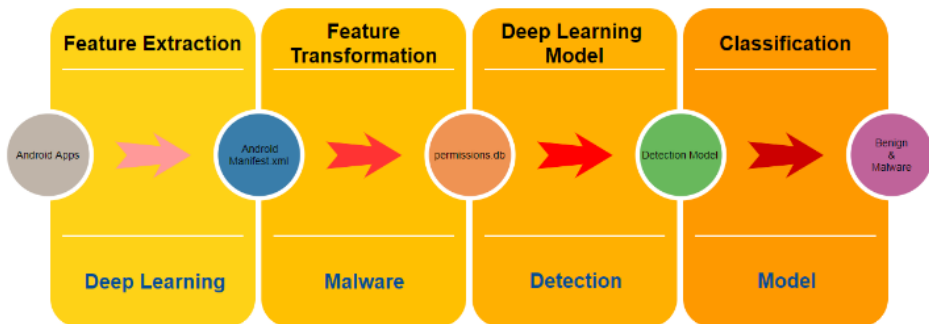 Feature Extraction
Feature
Transformation
Deep Learning
Model
Classification
Android Apps
Android
Manifest.xml
permissions.db
Detection Model
Benign
&
Malware
Deep Learning
Malware
Detection
Model